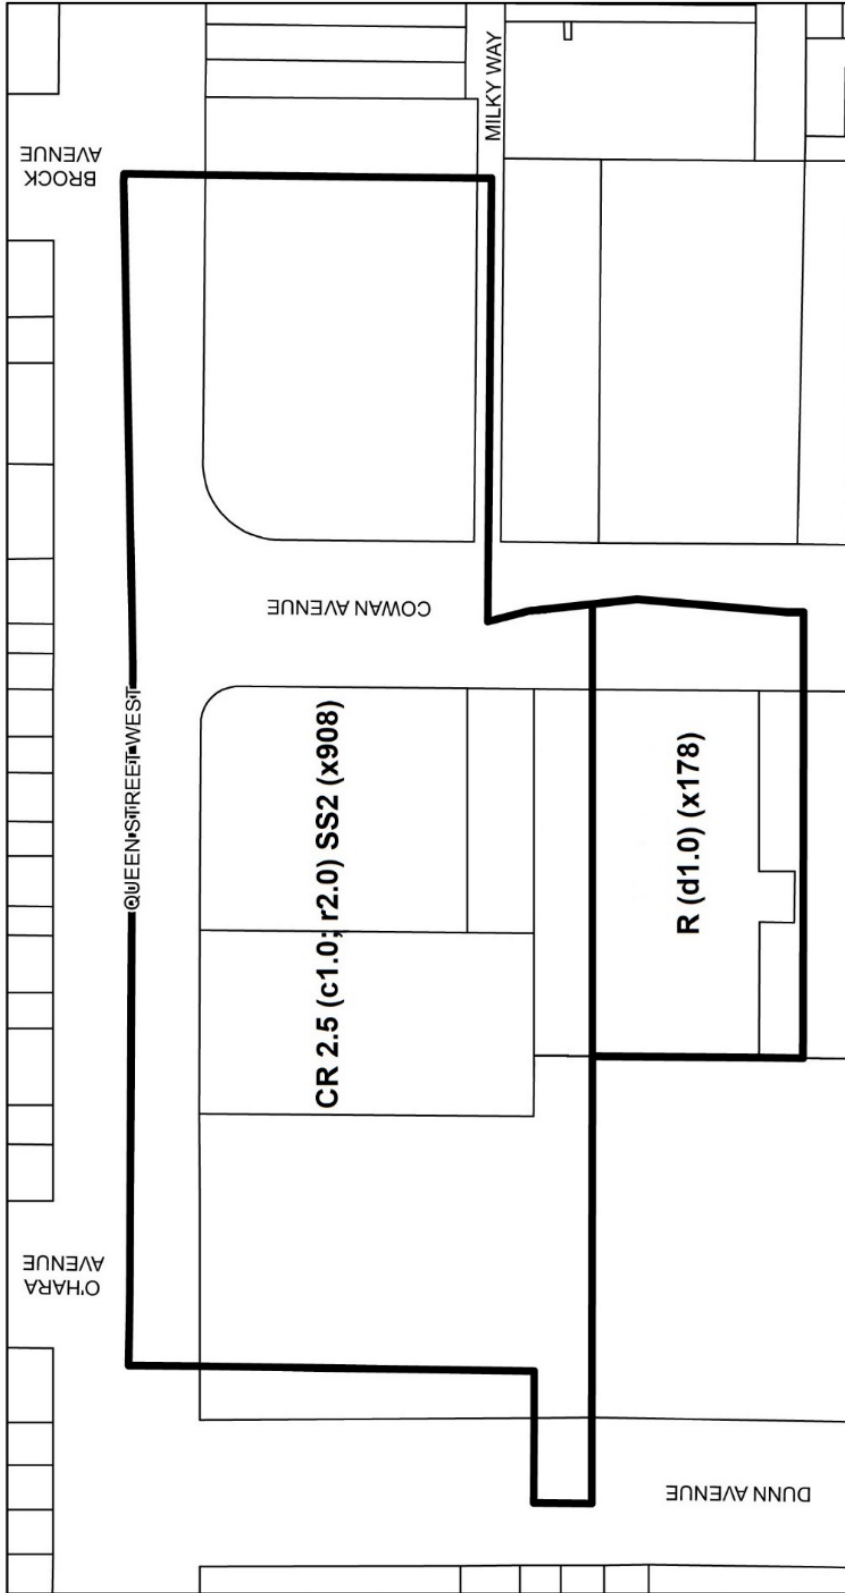 BROCK
AVENUE
MILKY WAY
COWAN AVENUE
QUEEN STREET WEST
CR 2.5 (c1.0; r2.0) SS2 (x908)
R (d1.0) (x178)
O'HARA
AVENUE
DUNN AVENUE